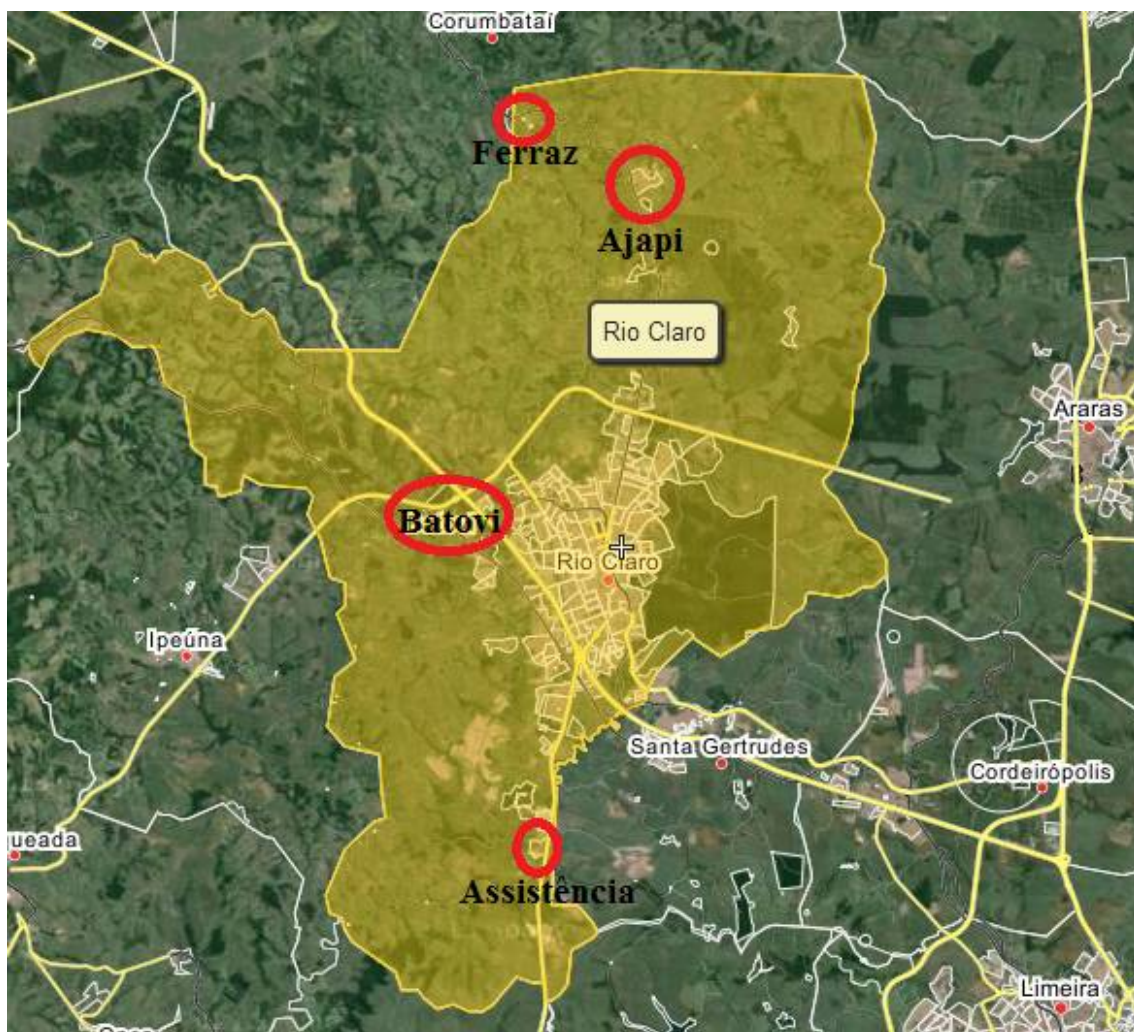 Corumbataí
Ferraz
Ajapi
Rio Claro
Araras
Batovi
Rio Claro
Ipeúna
Santa Gertrudes
Cordeirópolis
queada
Assistência
Limeira